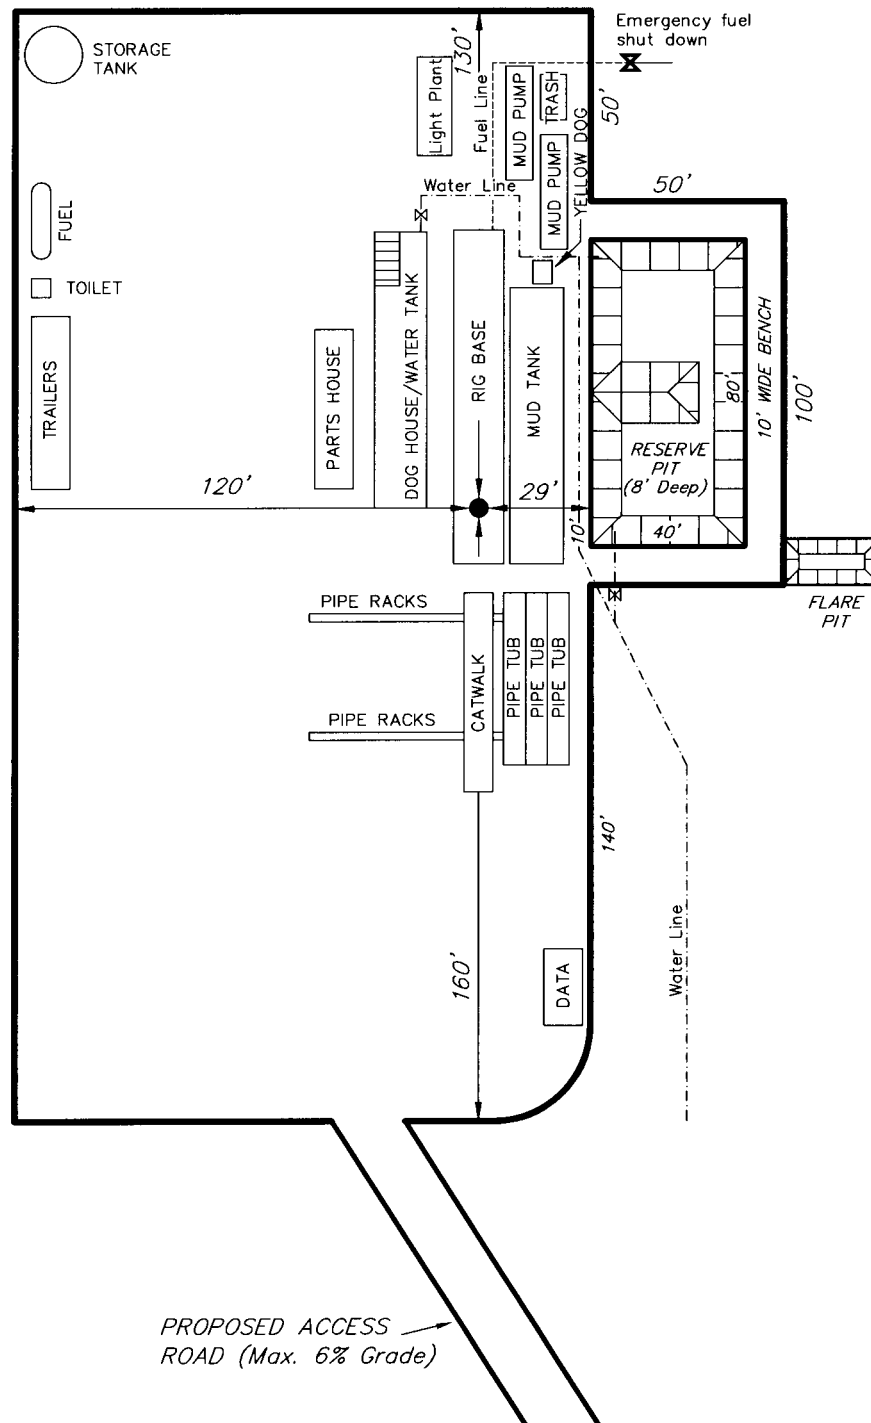 Emergency fuel
shut down
STORAGE
TANK
130'
Light Plant
Fuel Line
MUD PUMP
TRASH
50'
MUD PUMP
YELLOW DOG
Water Line
50'
FUEL
TOILET
TRAILERS
PARTS HOUSE
DOG HOUSE/WATER TANK
RIG BASE
MUD TANK
80'
10' WIDE BENCH
100'
RESERVE
PIT
(8' Deep)
120'
29'
10'
40'
FLARE
PIT
PIPE RACKS
CATWALK
PIPE TUB
PIPE TUB
PIPE TUB
PIPE RACKS
140'
160'
DATA
Water Line
PROPOSED ACCESS
ROAD (Max. 6% Grade)